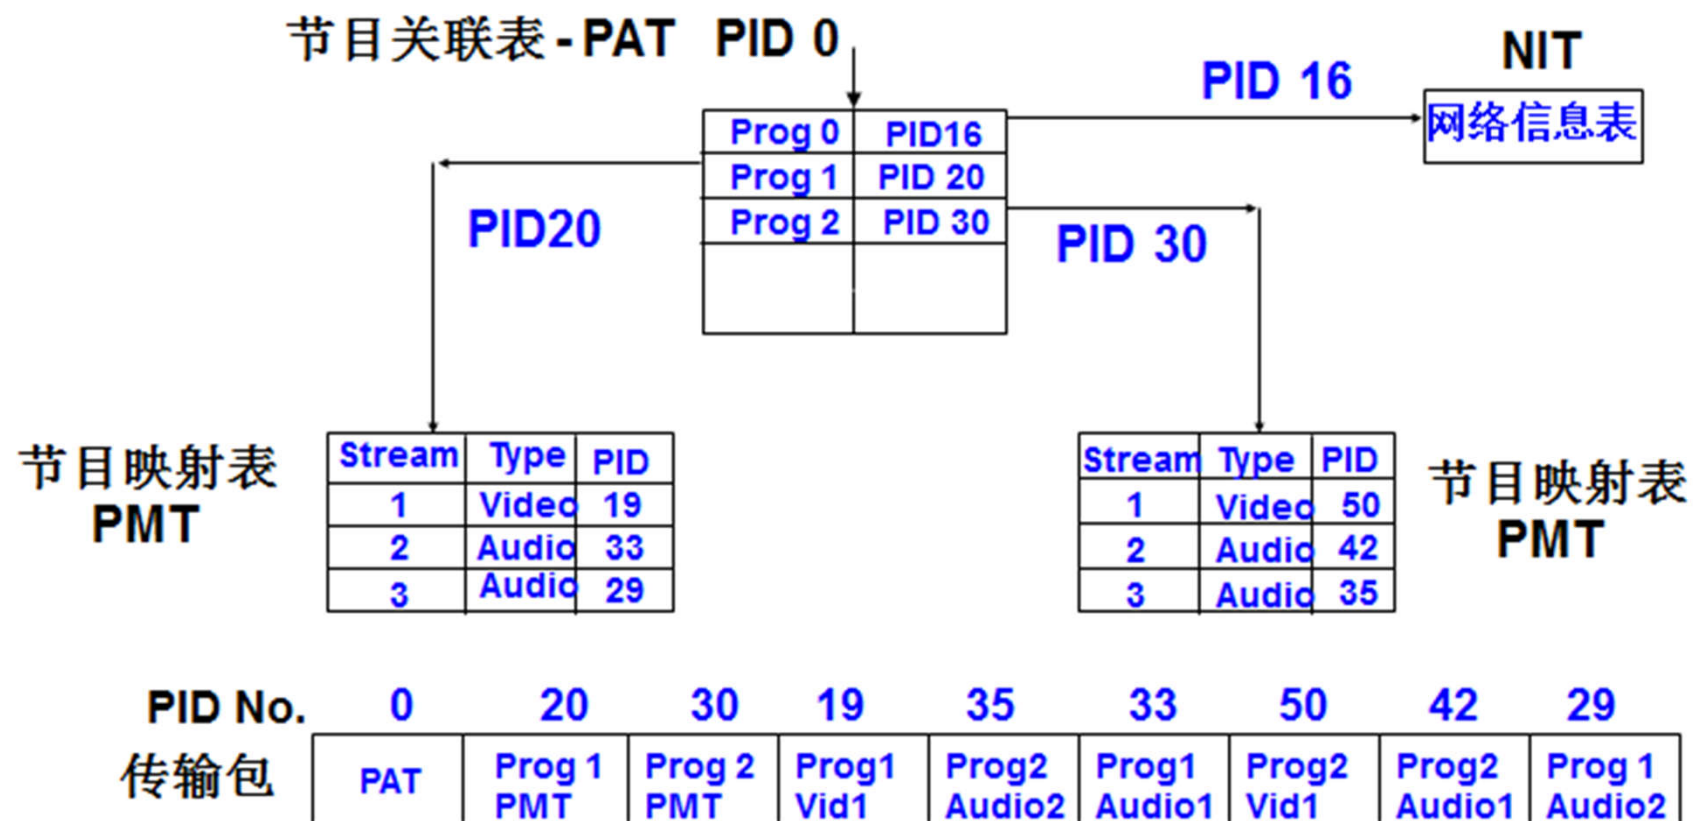 节目关联表-PAT PID 0
NIT
PID 16
网络信息表
Prog 0 PID16
Prog 1 PID 20
Prog 2 PID 30
PID20
PID 30
节目映射表
PMT
Stream Type PID
1 Video 19
2 Audio 33
3 Audio 29
Stream Type PID
1 Video 50
2 Audio 42
3 Audio 35
节目映射表
PMT
PID No. 0 20 30 19 35 33 50 42 29
传输包
PAT
Prog 1
PMT
Prog 2
PMT
Prog1
Vid1
Prog2
Audio2
Prog1
Audio1
Prog2
Vid1
Prog2
Audio1
Prog 1
Audio2